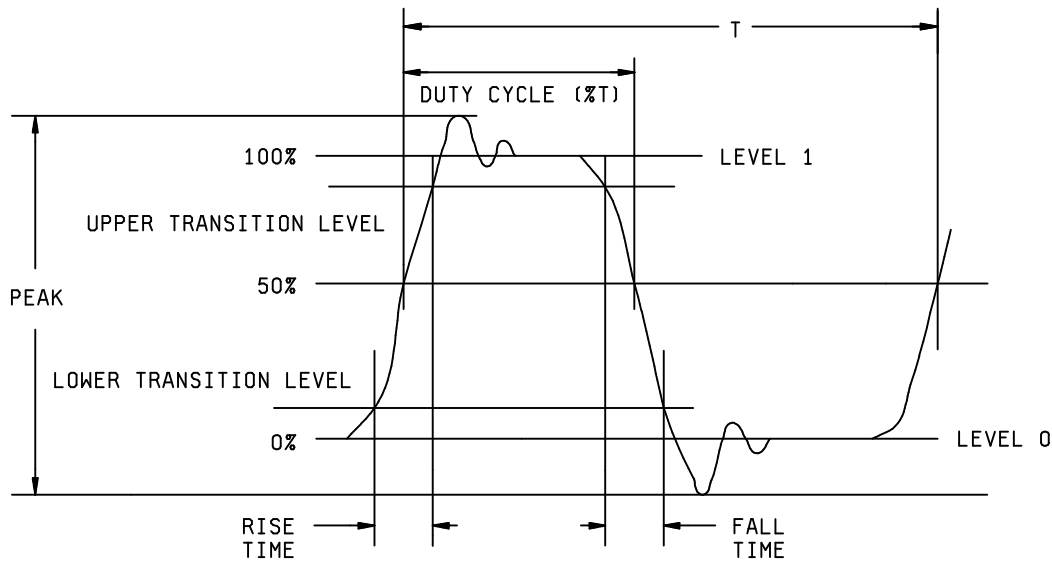 T
DUTY CYCLE (%T)
100%
LEVEL 1
UPPER TRANSITION LEVEL
50%
PEAK
LOWER TRANSITION LEVEL
0%
LEVEL 0
RISE
TIME
FALL
TIME